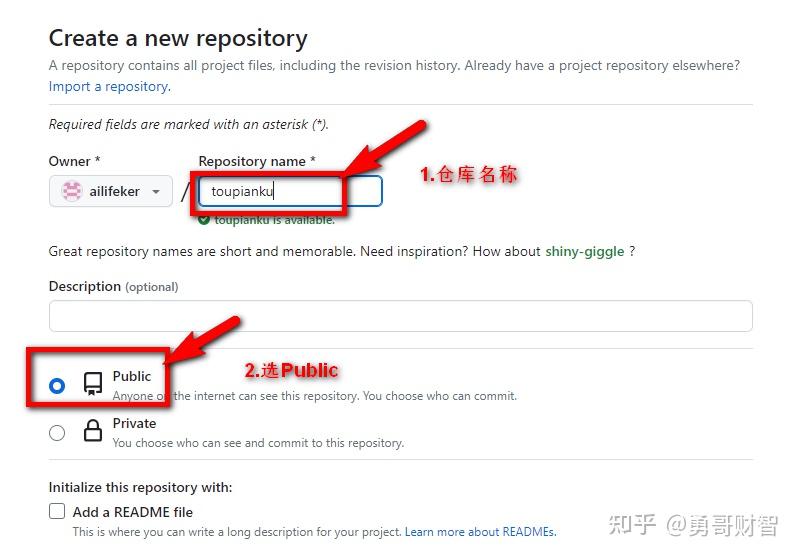 Create a new repository
A repository contains all project files, including the revision history. Already have a project repository elsewhere?
Import a repository.
Required fields are marked with an asterisk (*).
Owner *
Repository name *
ailifeker
/
toupianku
1.仓库名称
toupianku is available.
Great repository names are short and memorable. Need inspiration? How about shiny-giggle ?
Description (optional)
2.选Public
Public
Anyone on the internet can see this repository. You choose who can commit.
Private
You choose who can see and commit to this repository.
Initialize this repository with:
Add a README file
This is where you can write a long description for your project. Learn more about READMEs.
知乎 @勇哥财智